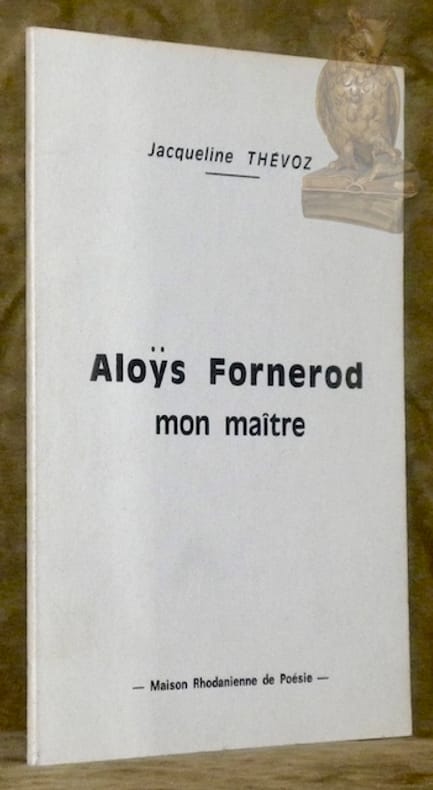 Jacqueline THÉVOZ
Aloÿs Fornerod
mon maître
— Maison Rhodanienne de Poésie —